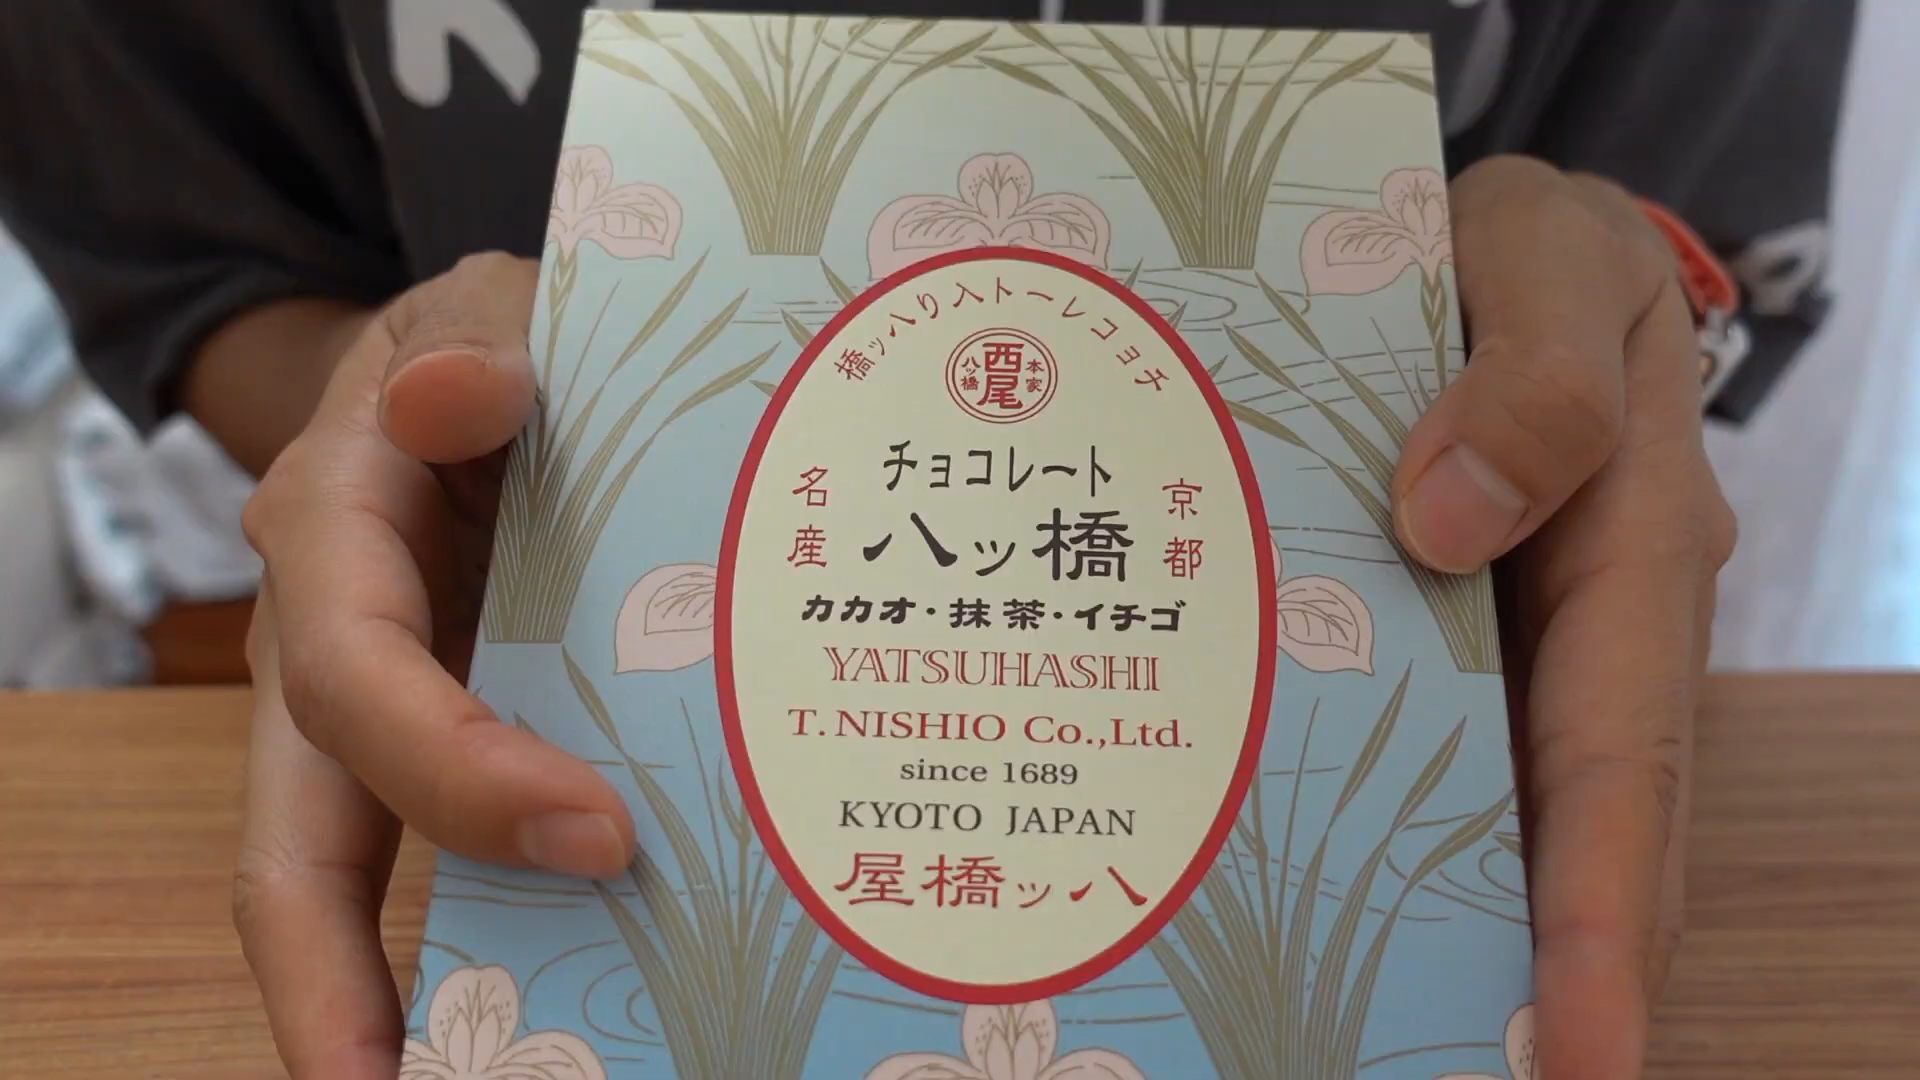 橋ッハり入トーレコョチ
本家
西尾
八ッ橋
チョコレート
八ッ橋
京都
名産
カカオ・抹茶・イチゴ
YATSUHASHI
T. NISHIO Co.,Ltd.
since 1689
KYOTO JAPAN
屋橋ッ八